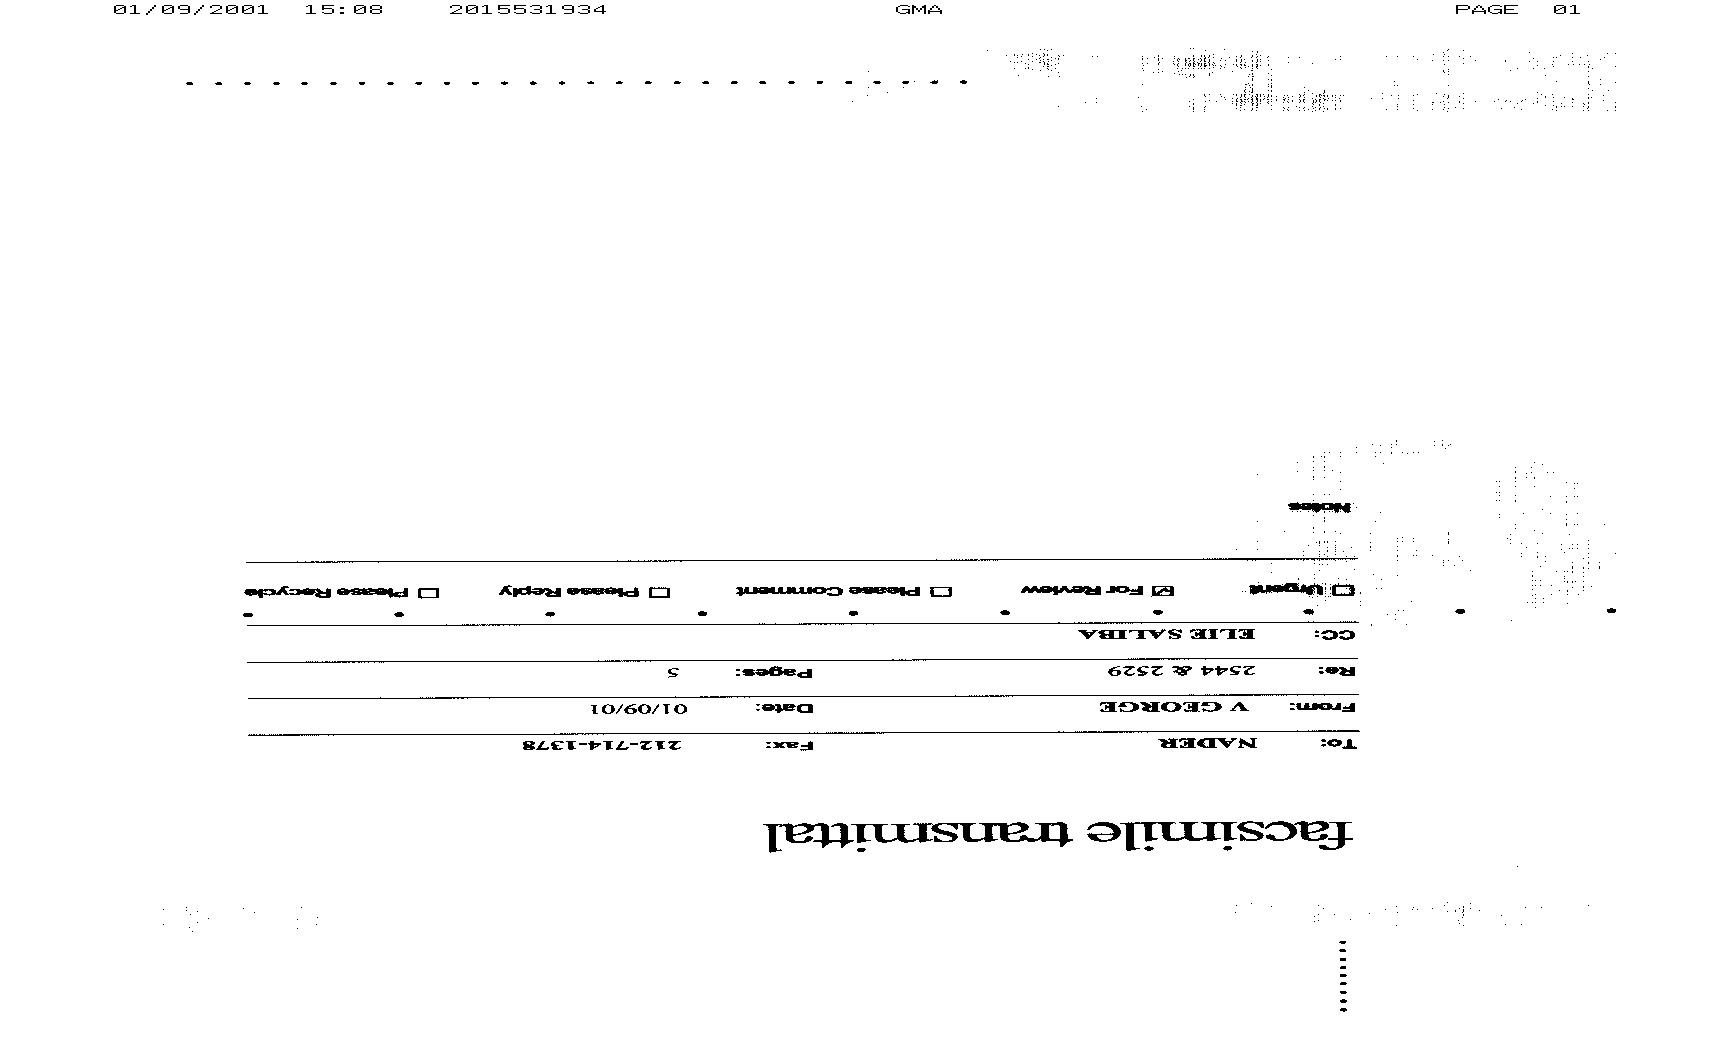 01/09/2001 15:08 2015531934 GMA PAGE 01
facsimile transmittal
To: NADER Fax: 212-714-1378
From: V GEORGE Date: 01/09/01
Re: 2544 & 2529 Pages: 5
CC: ELIE SALIBA
☐ Urgent ☑ For Review ☐ Please Comment ☐ Please Reply ☐ Please Recycle
Notes